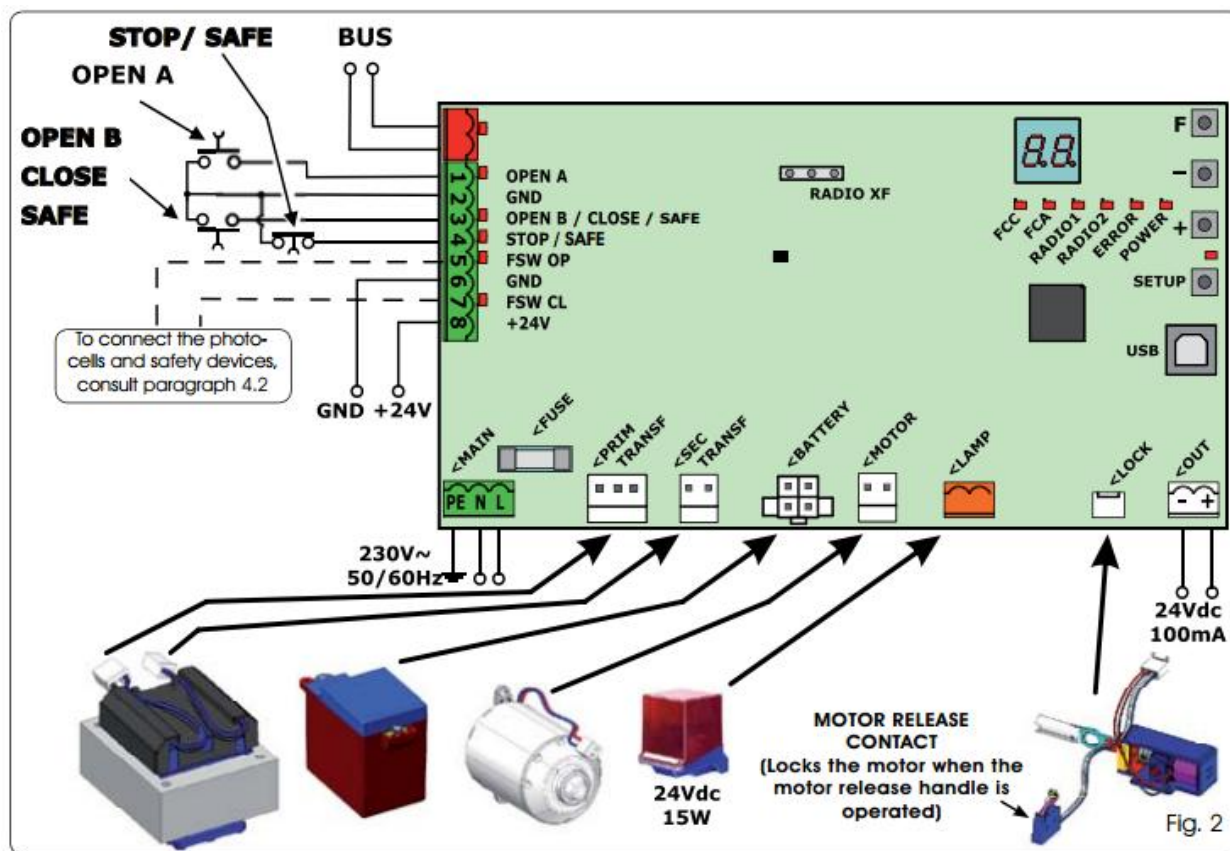 STOP/ SAFE
BUS
OPEN A
OPEN B
CLOSE
SAFE
1 OPEN A
2 GND
3 OPEN B / CLOSE / SAFE
4 STOP / SAFE
5 FSW OP
6 GND
7 FSW CL
8 +24V
RADIO XF
8.8.
F
−
+
SETUP
USB
FCC
FCA
RADIO1
RADIO2
ERROR
POWER
To connect the photo-
cells and safety devices,
consult paragraph 4.2
GND +24V
<MAIN
<FUSE
<PRIM
TRANSF
<SEC
TRANSF
<BATTERY
<MOTOR
<LAMP
<LOCK
<OUT
PE N L
- +
230V~
50/60Hz
24Vdc
100mA
24Vdc
15W
MOTOR RELEASE
CONTACT
(Locks the motor when the
motor release handle is
operated)
Fig. 2